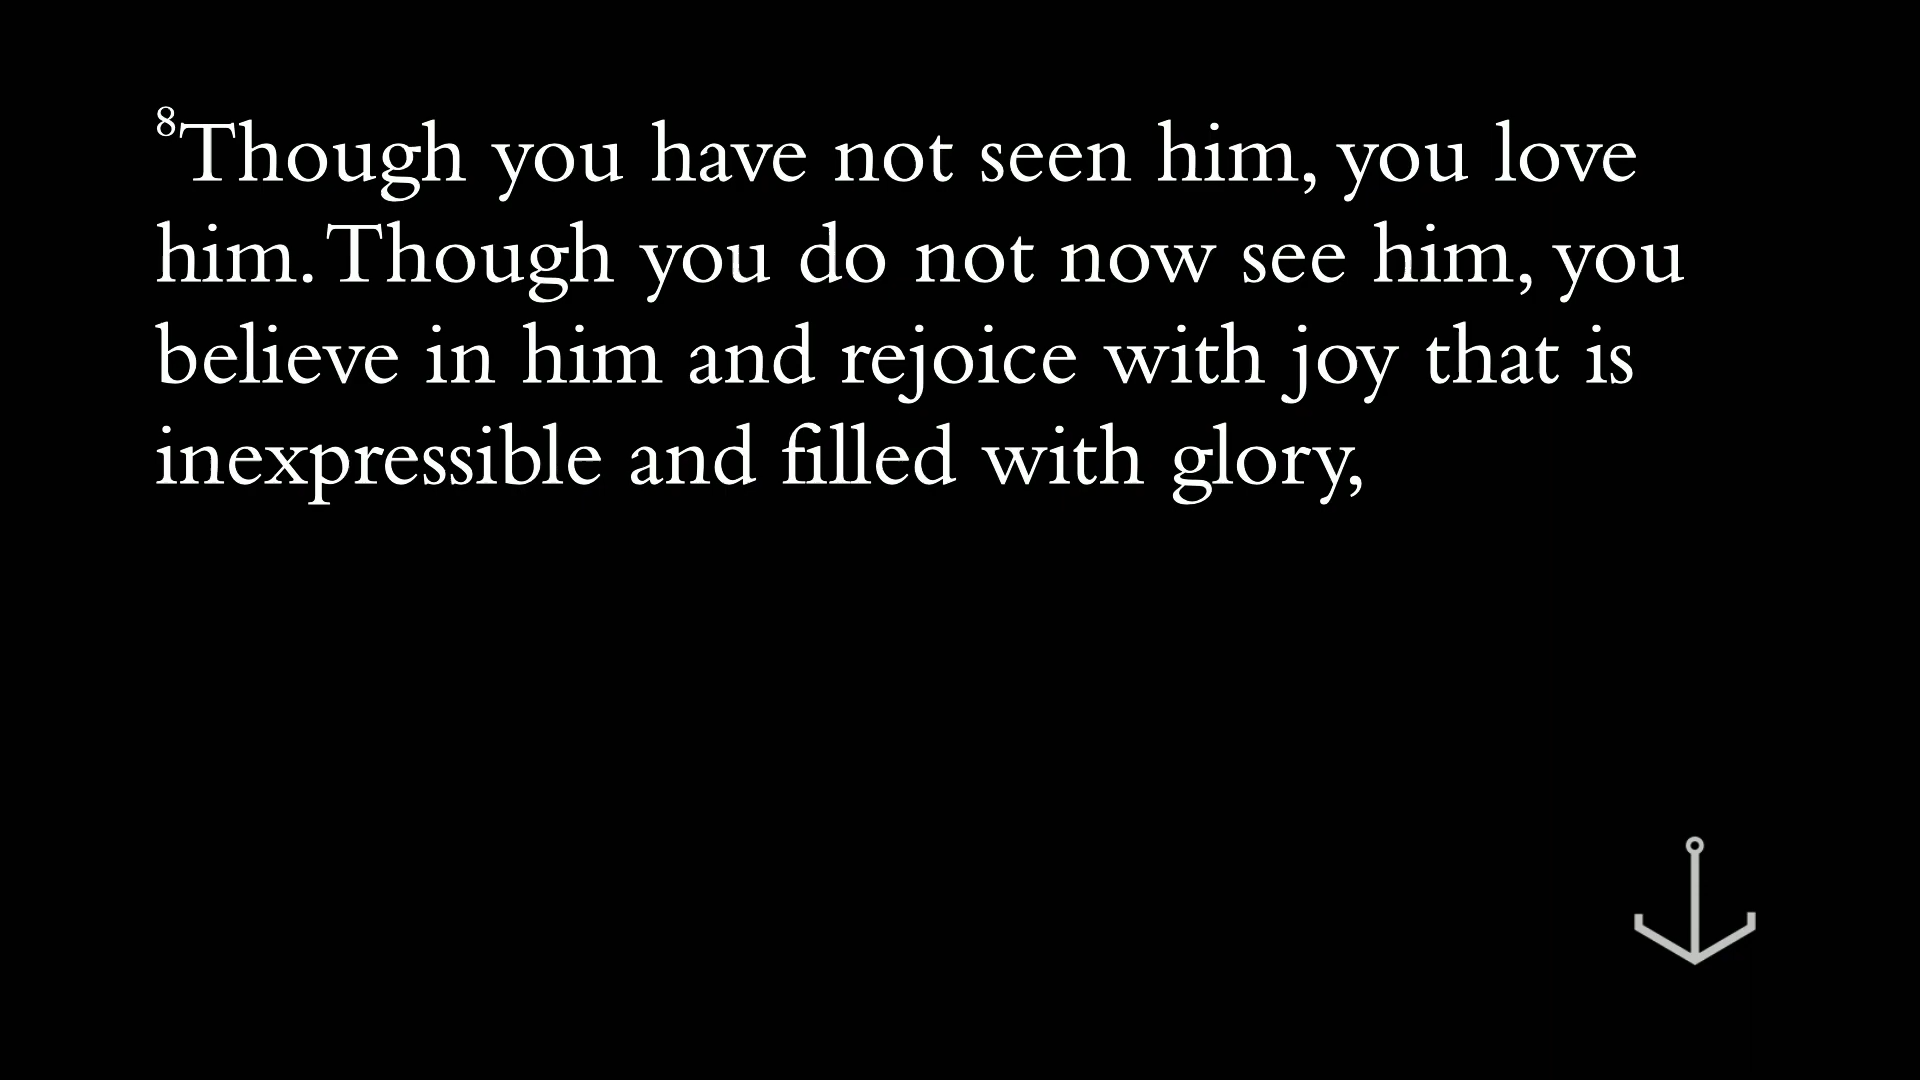 ⁸Though you have not seen him, you love
him. Though you do not now see him, you
believe in him and rejoice with joy that is
inexpressible and filled with glory,